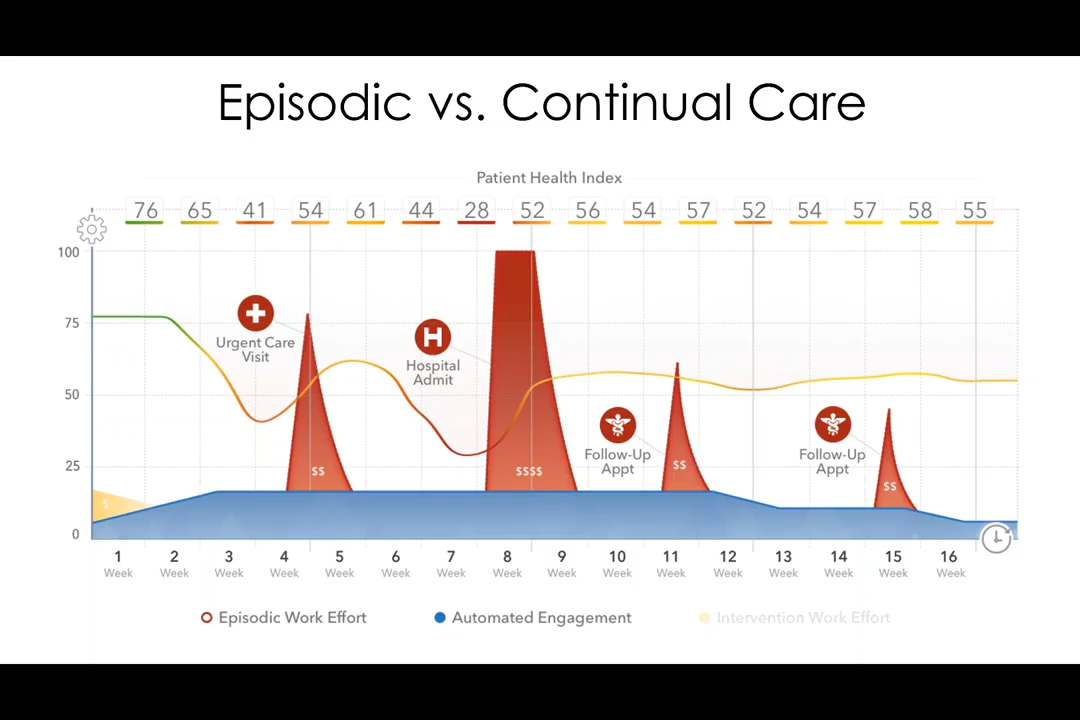 Episodic vs. Continual Care
Patient Health Index
76 65 41 54 61 44 28 52 56 54 57 52 54 57 58 55
100
75
50
25
0
Urgent Care
Visit
Hospital
Admit
H
Follow-Up
Appt
Follow-Up
Appt
$
$$
$$$$
$$
$$
1 2 3 4 5 6 7 8 9 10 11 12 13 14 15 16
Week Week Week Week Week Week Week Week Week Week Week Week Week Week Week Week
Episodic Work Effort Automated Engagement Intervention Work Effort